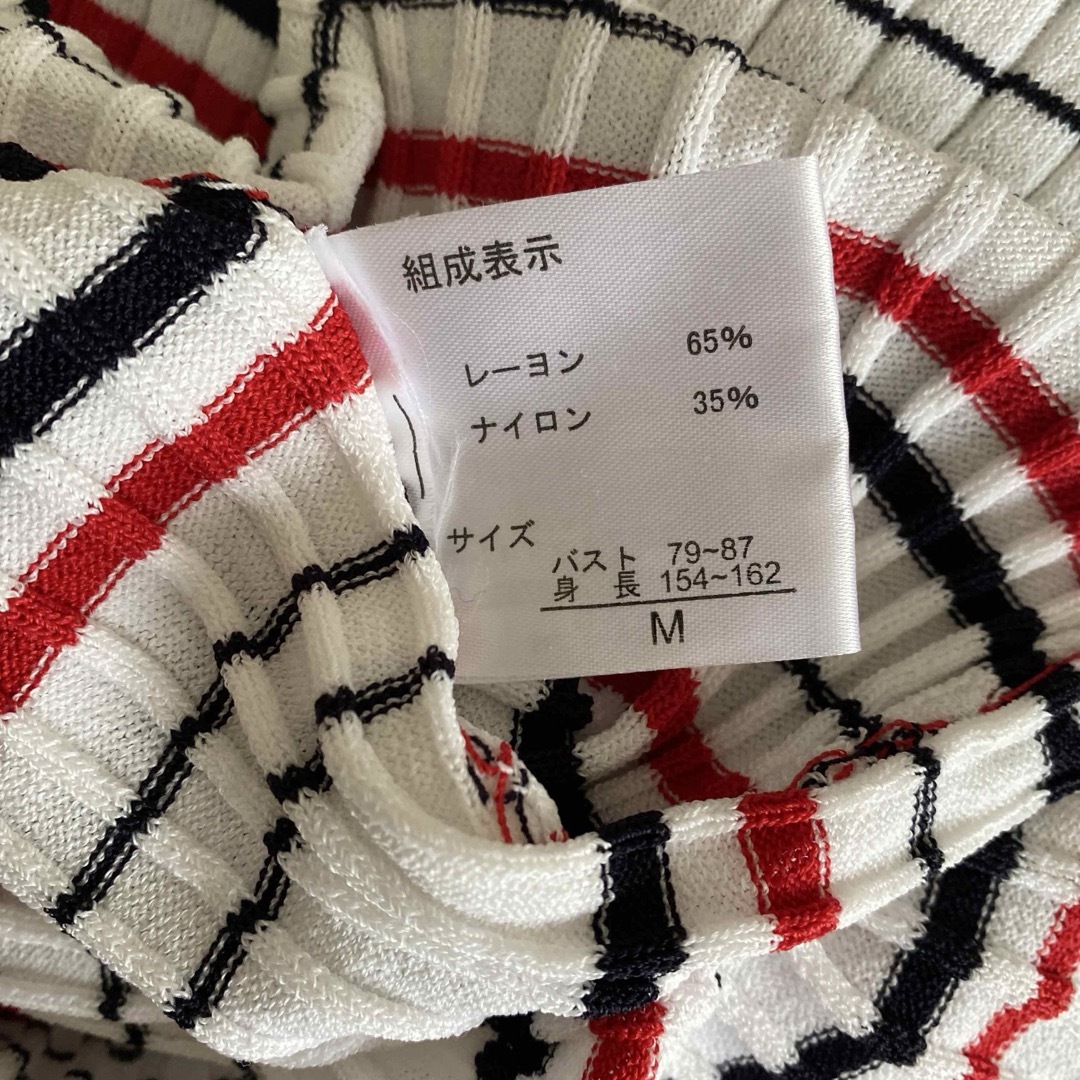 組成表示
レーヨン 65%
ナイロン 35%
サイズ
バスト 79~87
身 長 154~162
M